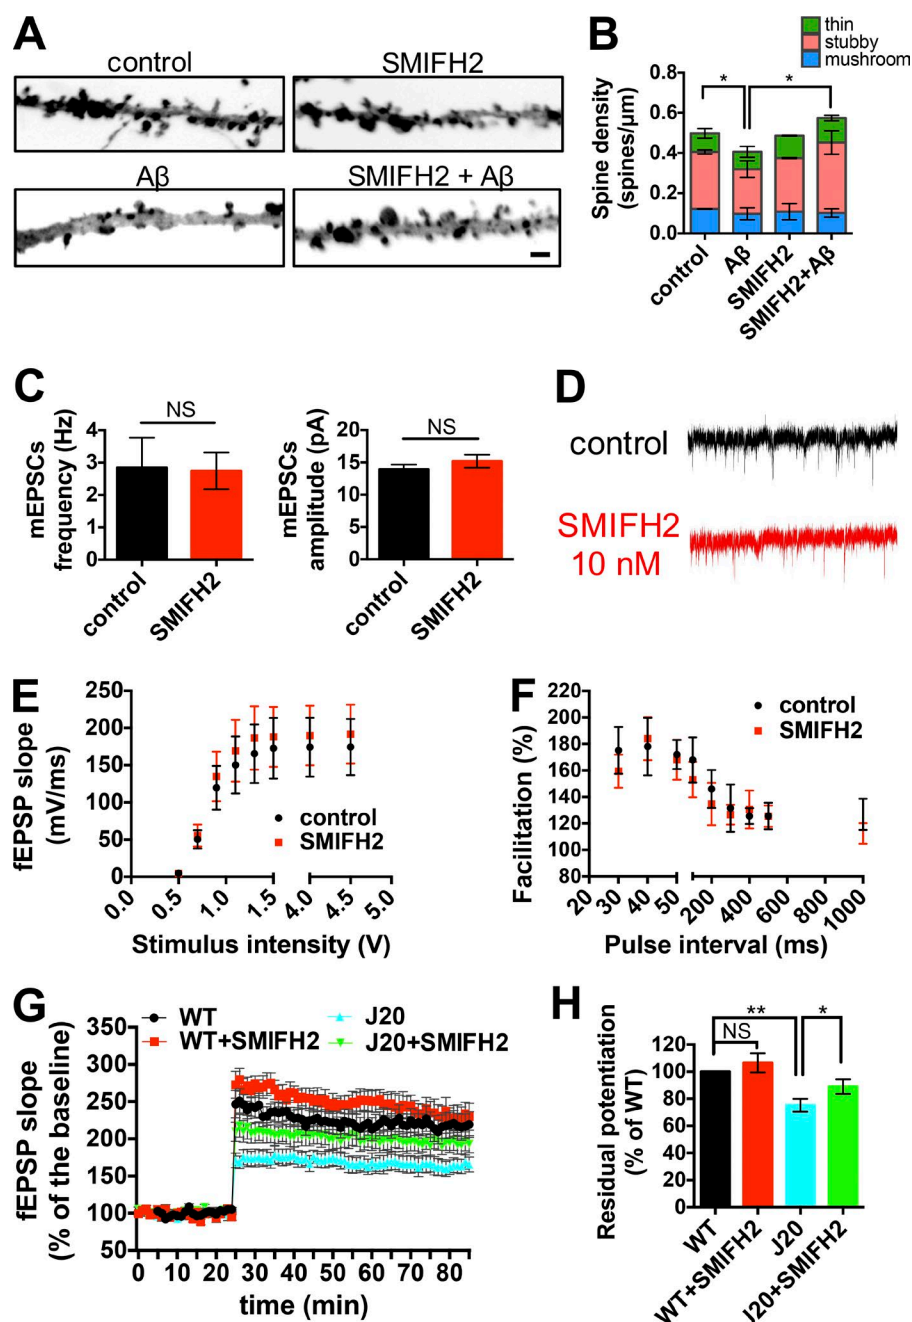 A
control
SMIFH2
Aβ
SMIFH2 + Aβ
B
thin
stubby
mushroom
Spine density
(spines/μm)
0.8
0.6
0.4
0.2
0.0
* *
control
Aβ
SMIFH2
SMIFH2+Aβ
C
mEPSCs
frequency (Hz)
4
3
2
1
0
NS
control
SMIFH2
mEPSCs
amplitude (pA)
20
15
10
5
0
NS
control
SMIFH2
D
control
SMIFH2
10 nM
E
fEPSP slope
(mV/ms)
250
200
150
100
50
0
control
SMIFH2
0.0 0.5 1.0 1.5 4.0 4.5 5.0
Stimulus intensity (V)
F
Facilitation (%)
220
200
180
160
140
120
100
80
control
SMIFH2
20 30 40 50 200 400 600 800 1000
Pulse interval (ms)
G
WT
WT+SMIFH2
J20
J20+SMIFH2
fEPSP slope
(% of the baseline)
350
300
250
200
150
100
50
0 10 20 30 40 50 60 70 80
time (min)
H
Residual potentiation
(% of WT)
120
100
80
60
40
20
0
** *
NS
WT
WT+SMIFH2
J20
J20+SMIFH2